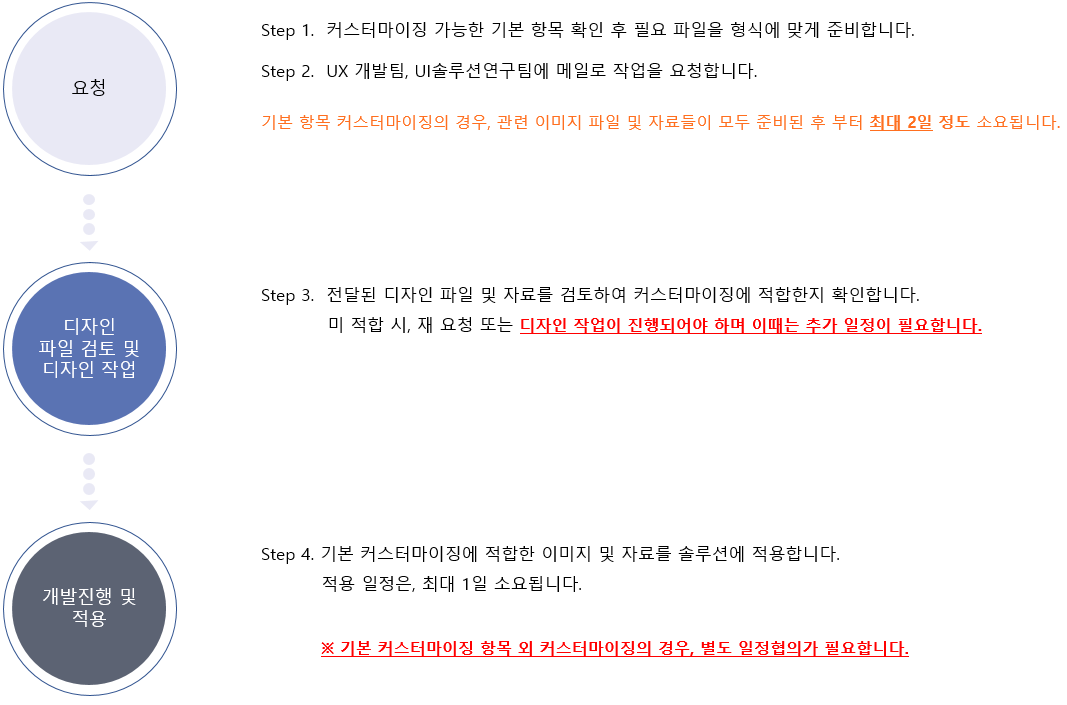 요청
Step 1. 커스터마이징 가능한 기본 항목 확인 후 필요 파일을 형식에 맞게 준비합니다.
Step 2. UX 개발팀, UI솔루션연구팀에 메일로 작업을 요청합니다.
기본 항목 커스터마이징의 경우, 관련 이미지 파일 및 자료들이 모두 준비된 후 부터 최대 2일 정도 소요됩니다.
디자인
파일 검토 및
디자인 작업
Step 3. 전달된 디자인 파일 및 자료를 검토하여 커스터마이징에 적합한지 확인합니다.
미 적합 시, 재 요청 또는 디자인 작업이 진행되어야 하며 이때는 추가 일정이 필요합니다.
개발진행 및
적용
Step 4. 기본 커스터마이징에 적합한 이미지 및 자료를 솔루션에 적용합니다.
적용 일정은, 최대 1일 소요됩니다.
※ 기본 커스터마이징 항목 외 커스터마이징의 경우, 별도 일정협의가 필요합니다.